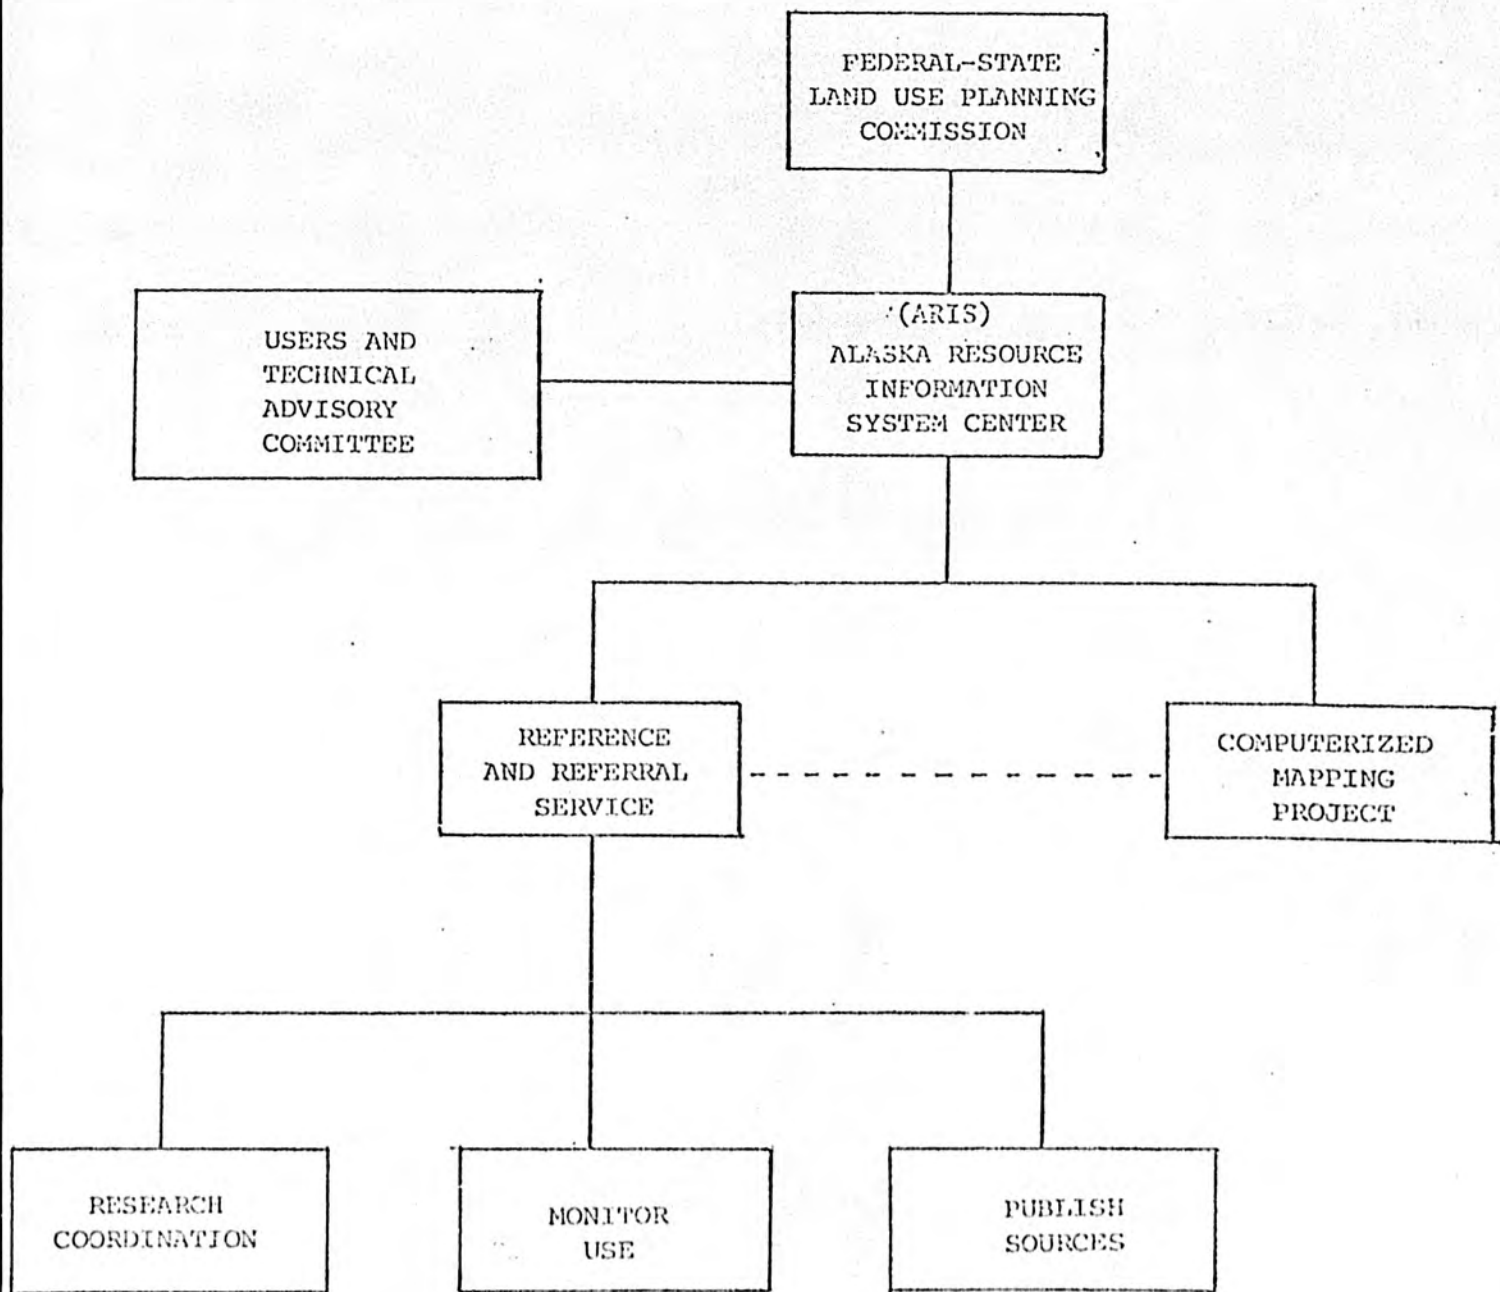 FEDERAL-STATE
LAND USE PLANNING
COMMISSION
USERS AND
TECHNICAL
ADVISORY
COMMITTEE
(ARIS)
ALASKA RESOURCE
INFORMATION
SYSTEM CENTER
REFERENCE
AND REFERRAL
SERVICE
COMPUTERIZED
MAPPING
PROJECT
RESEARCH
COORDINATION
MONITOR
USE
PUBLISH
SOURCES